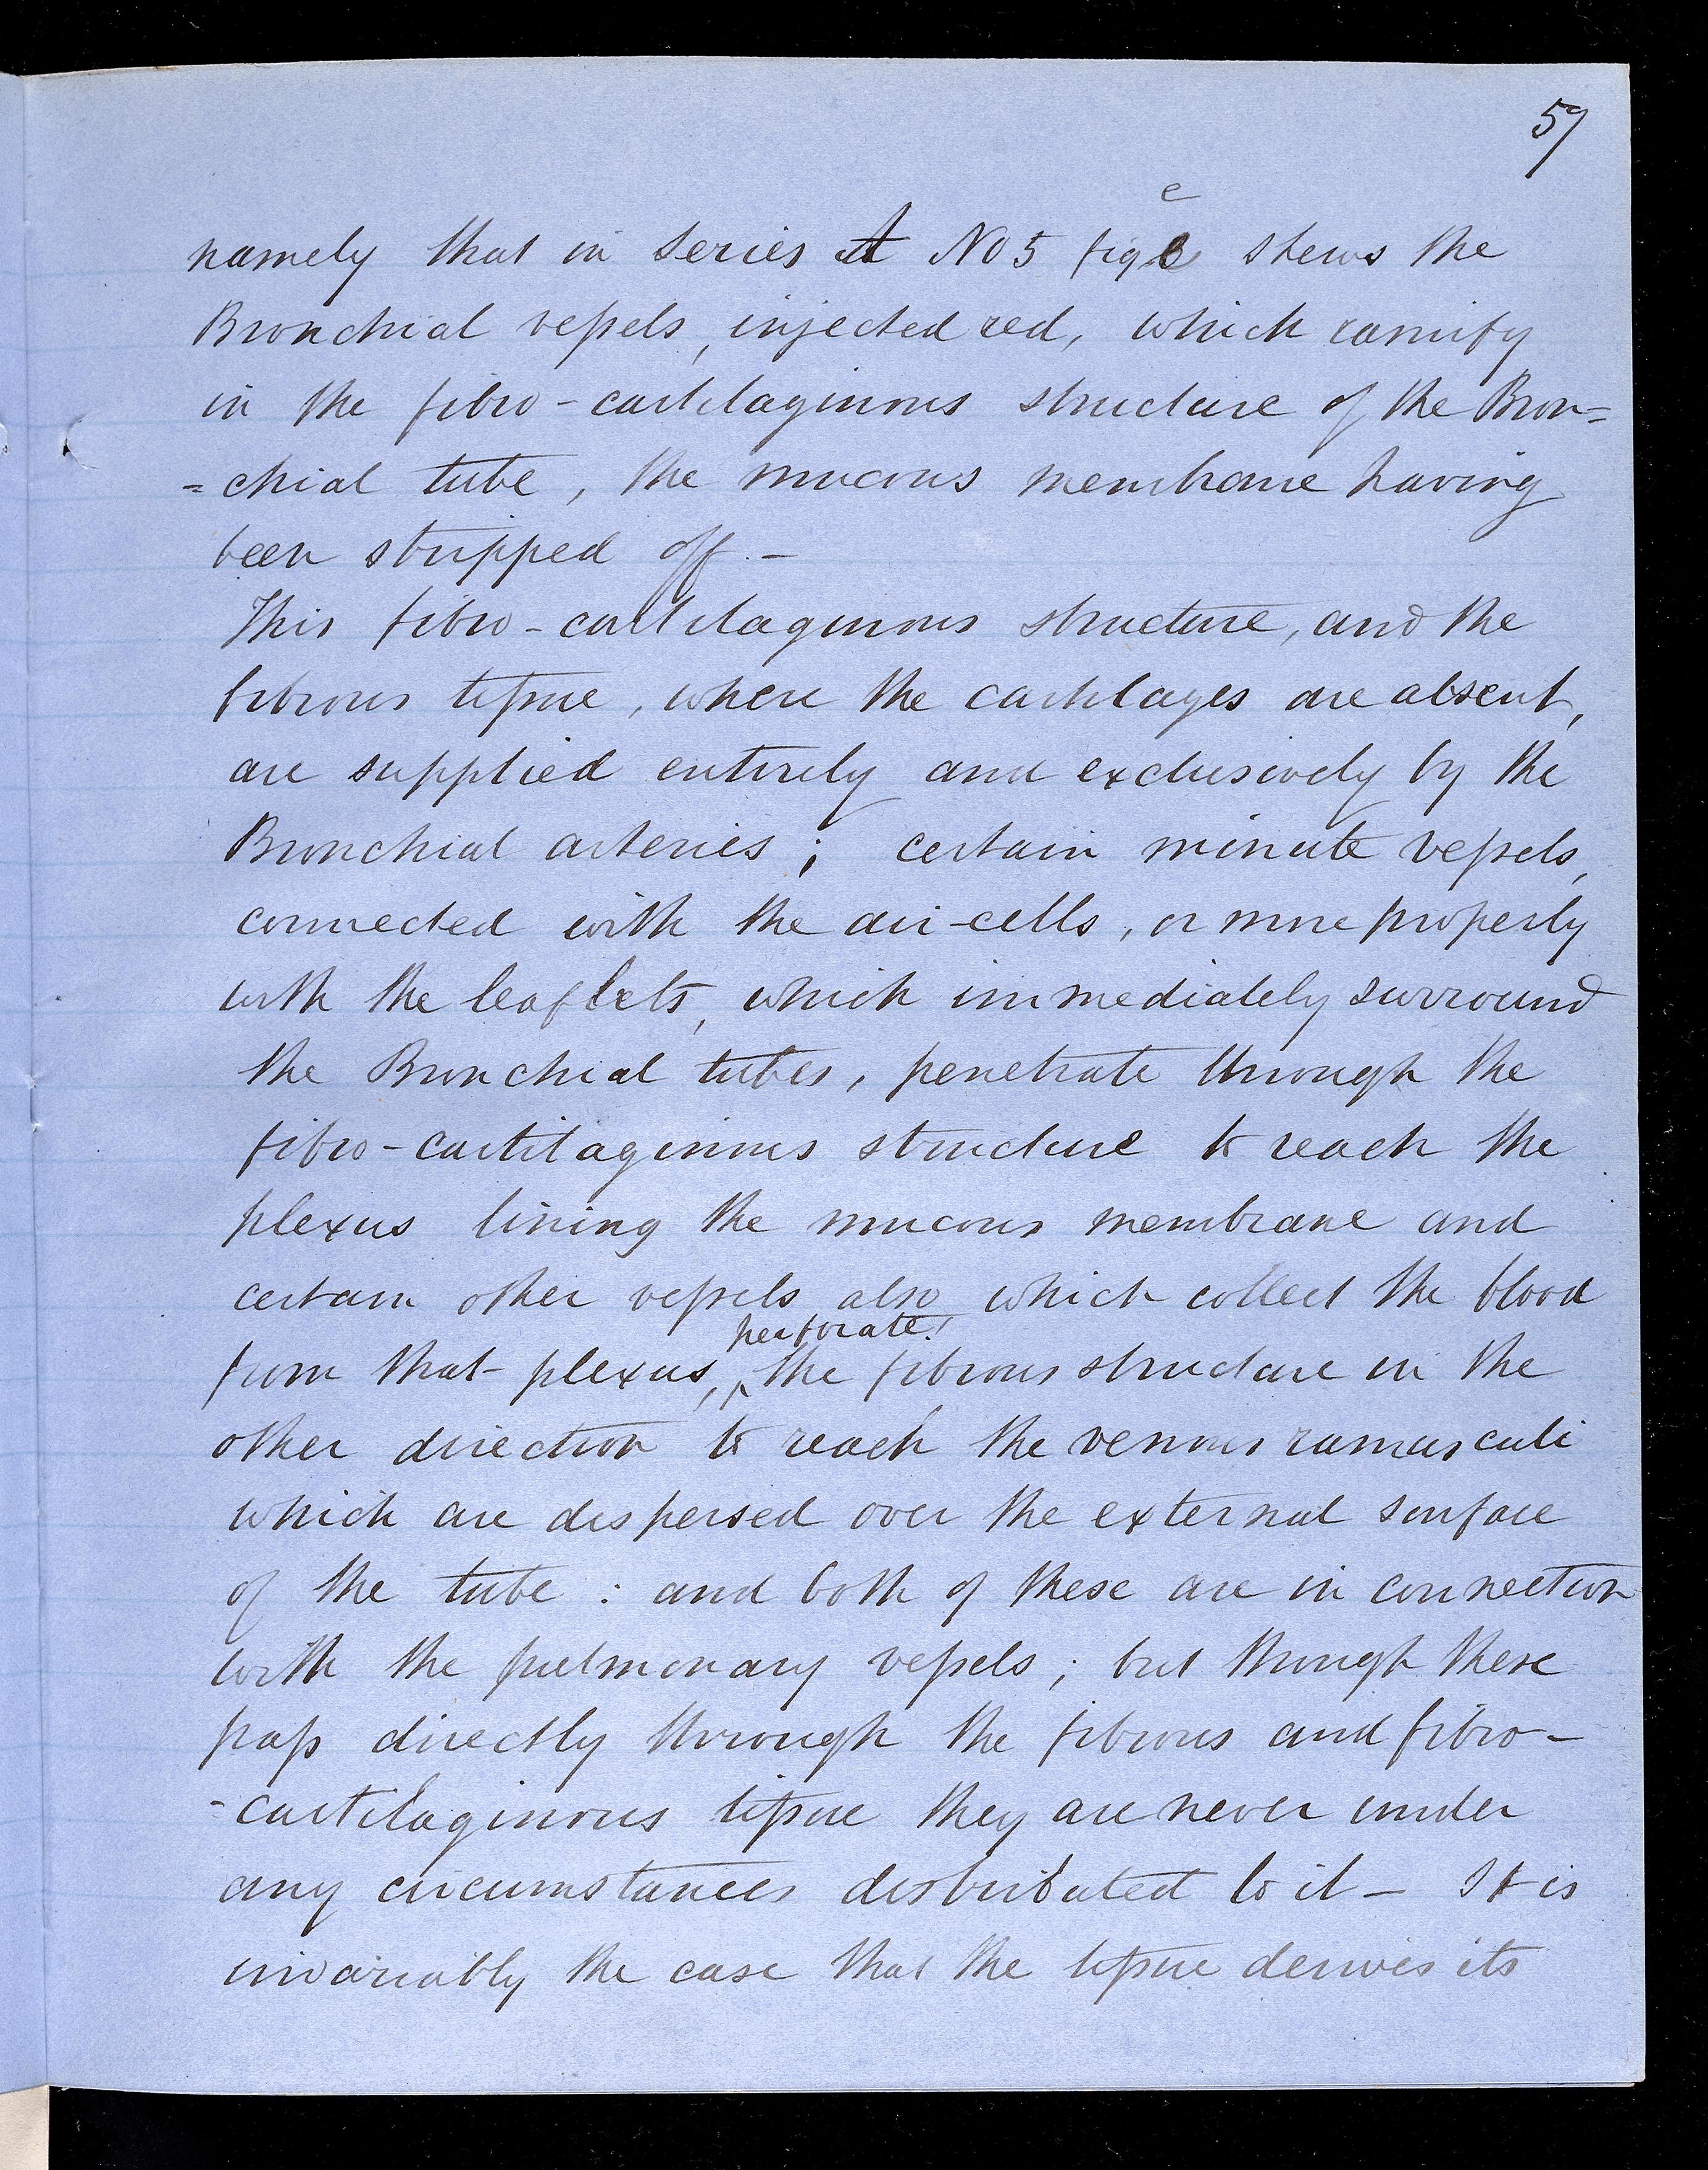 57
namely that in Series A No 5 fig e shews the
Bronchial vessels, injected red, which ramify
in the fibro-cartilaginous structure of the Bron=
=chial tube, the mucous membrane having
been stripped off.—
This fibro-cartilaginous structure, and the
fibrous tissue, where the cartilages are absent,
are supplied entirely and exclusively by the
Bronchial arteries; certain minute vessels,
connected with the air-cells, or more properly
with the leaflets, which immediately surround
the Bronchial tubes, penetrate through the
fibro-cartilaginous structure to reach the
plexus lining the mucous membrane and
certain other vessels also which collect the blood
from that plexus, perforate the fibrous structure in the
other direction to reach the venous ramusculi
which are dispersed over the external surface
of the tube: and both of these are in connection
with the pulmonary vessels; but though these
pass directly through the fibrous and fibro-
-cartilaginous tissue they are never under
any circumstances distributed to it— It is
invariably the case that the tissue derives its